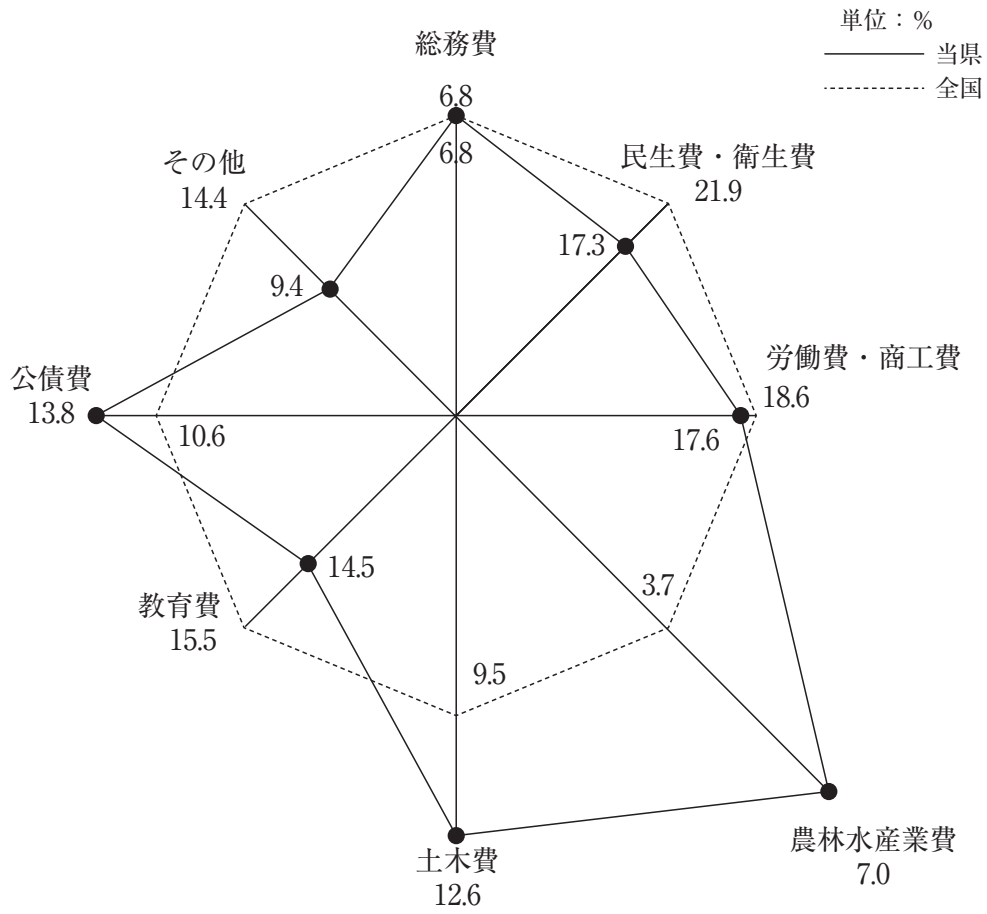 単位：%
当県
全国
総務費
6.8
6.8
民生費・衛生費
21.9
17.3
労働費・商工費
18.6
17.6
3.7
農林水産業費
7.0
9.5
土木費
12.6
14.5
教育費
15.5
公債費
13.8
10.6
その他
14.4
9.4